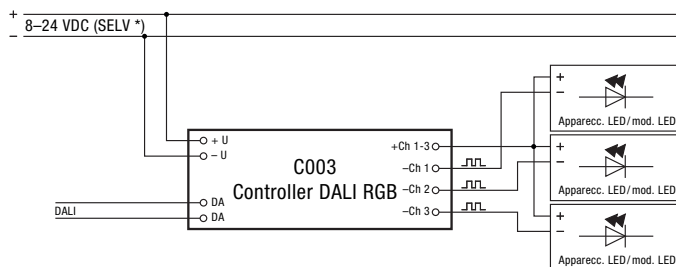 +
− 8–24 VDC (SELV *)
+ U
− U
DA
DA
DALI
C003
Controller DALI RGB
+Ch 1-3
−Ch 1
−Ch 2
−Ch 3
+
−
Apparecc. LED/mod. LED
+
−
Apparecc. LED/mod. LED
+
−
Apparecc. LED/mod. LED